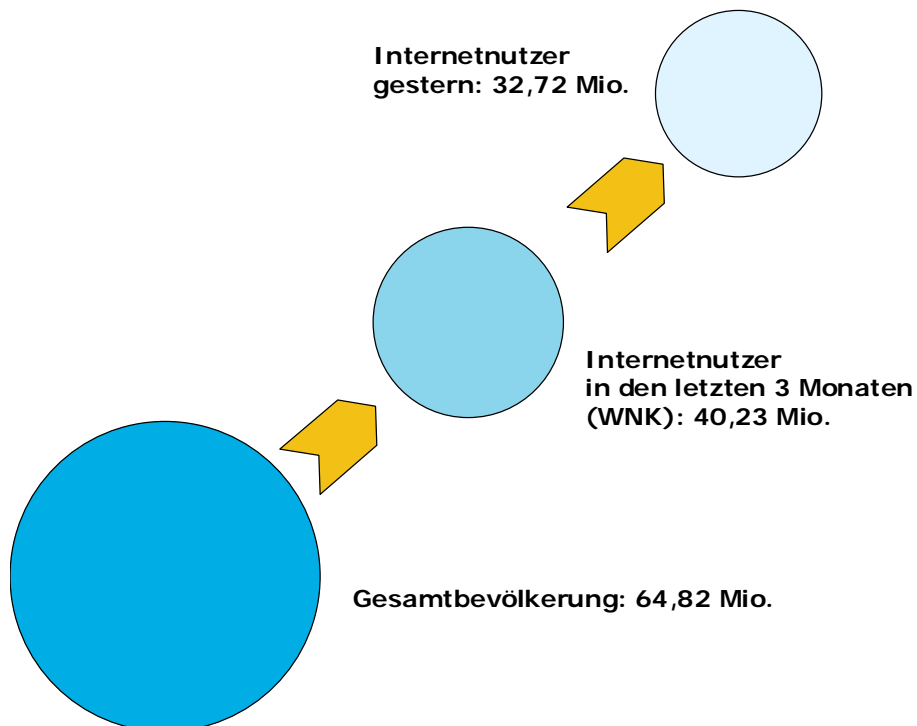 Internetnutzer
gestern: 32,72 Mio.
Internetnutzer
in den letzten 3 Monaten
(WNK): 40,23 Mio.
Gesamtbevölkerung: 64,82 Mio.